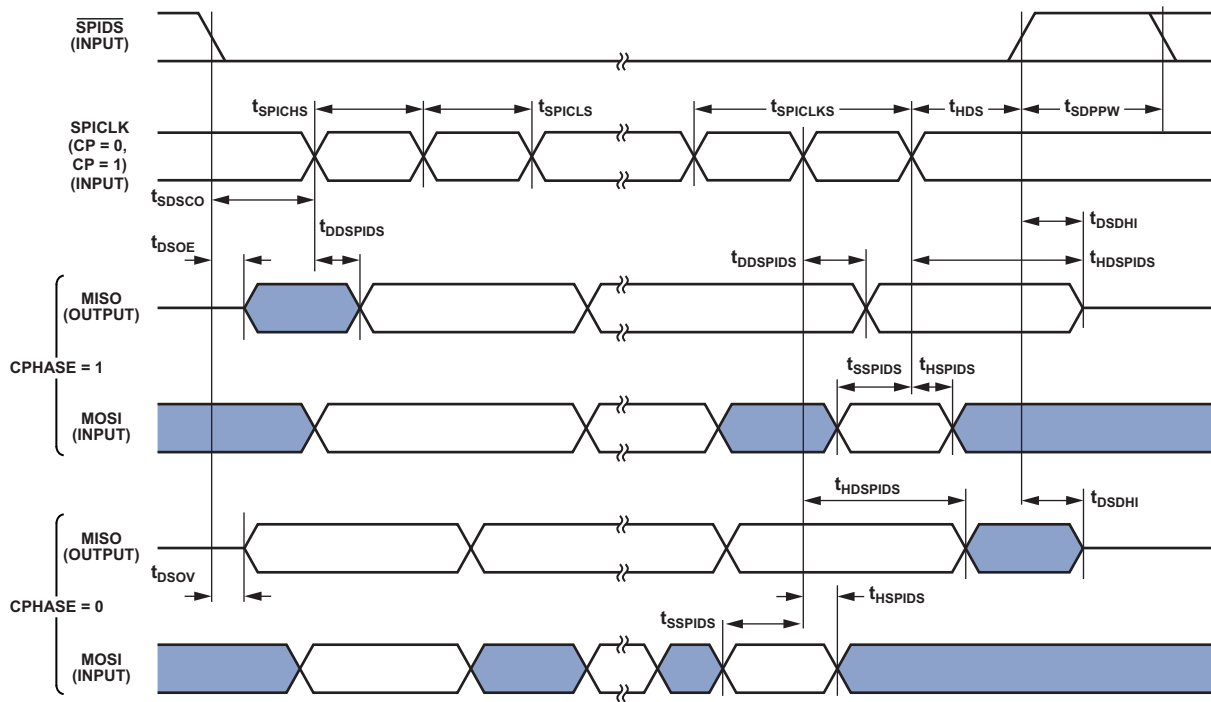 SPIDS
(INPUT)
tSPICHS
tSPICLS
tSPICLKS
tHDS
tSDPPW
SPICLK
(CP = 0,
CP = 1)
(INPUT)
tSDSCO
tDSOE
tDDSPIDS
tDDSPIDS
tDSDHI
tHDSPIDS
MISO
(OUTPUT)
CPHASE = 1
tSSPIDS
tHSPIDS
MOSI
(INPUT)
tHDSPIDS
tDSDHI
MISO
(OUTPUT)
tDSOV
CPHASE = 0
tHSPIDS
tSSPIDS
MOSI
(INPUT)